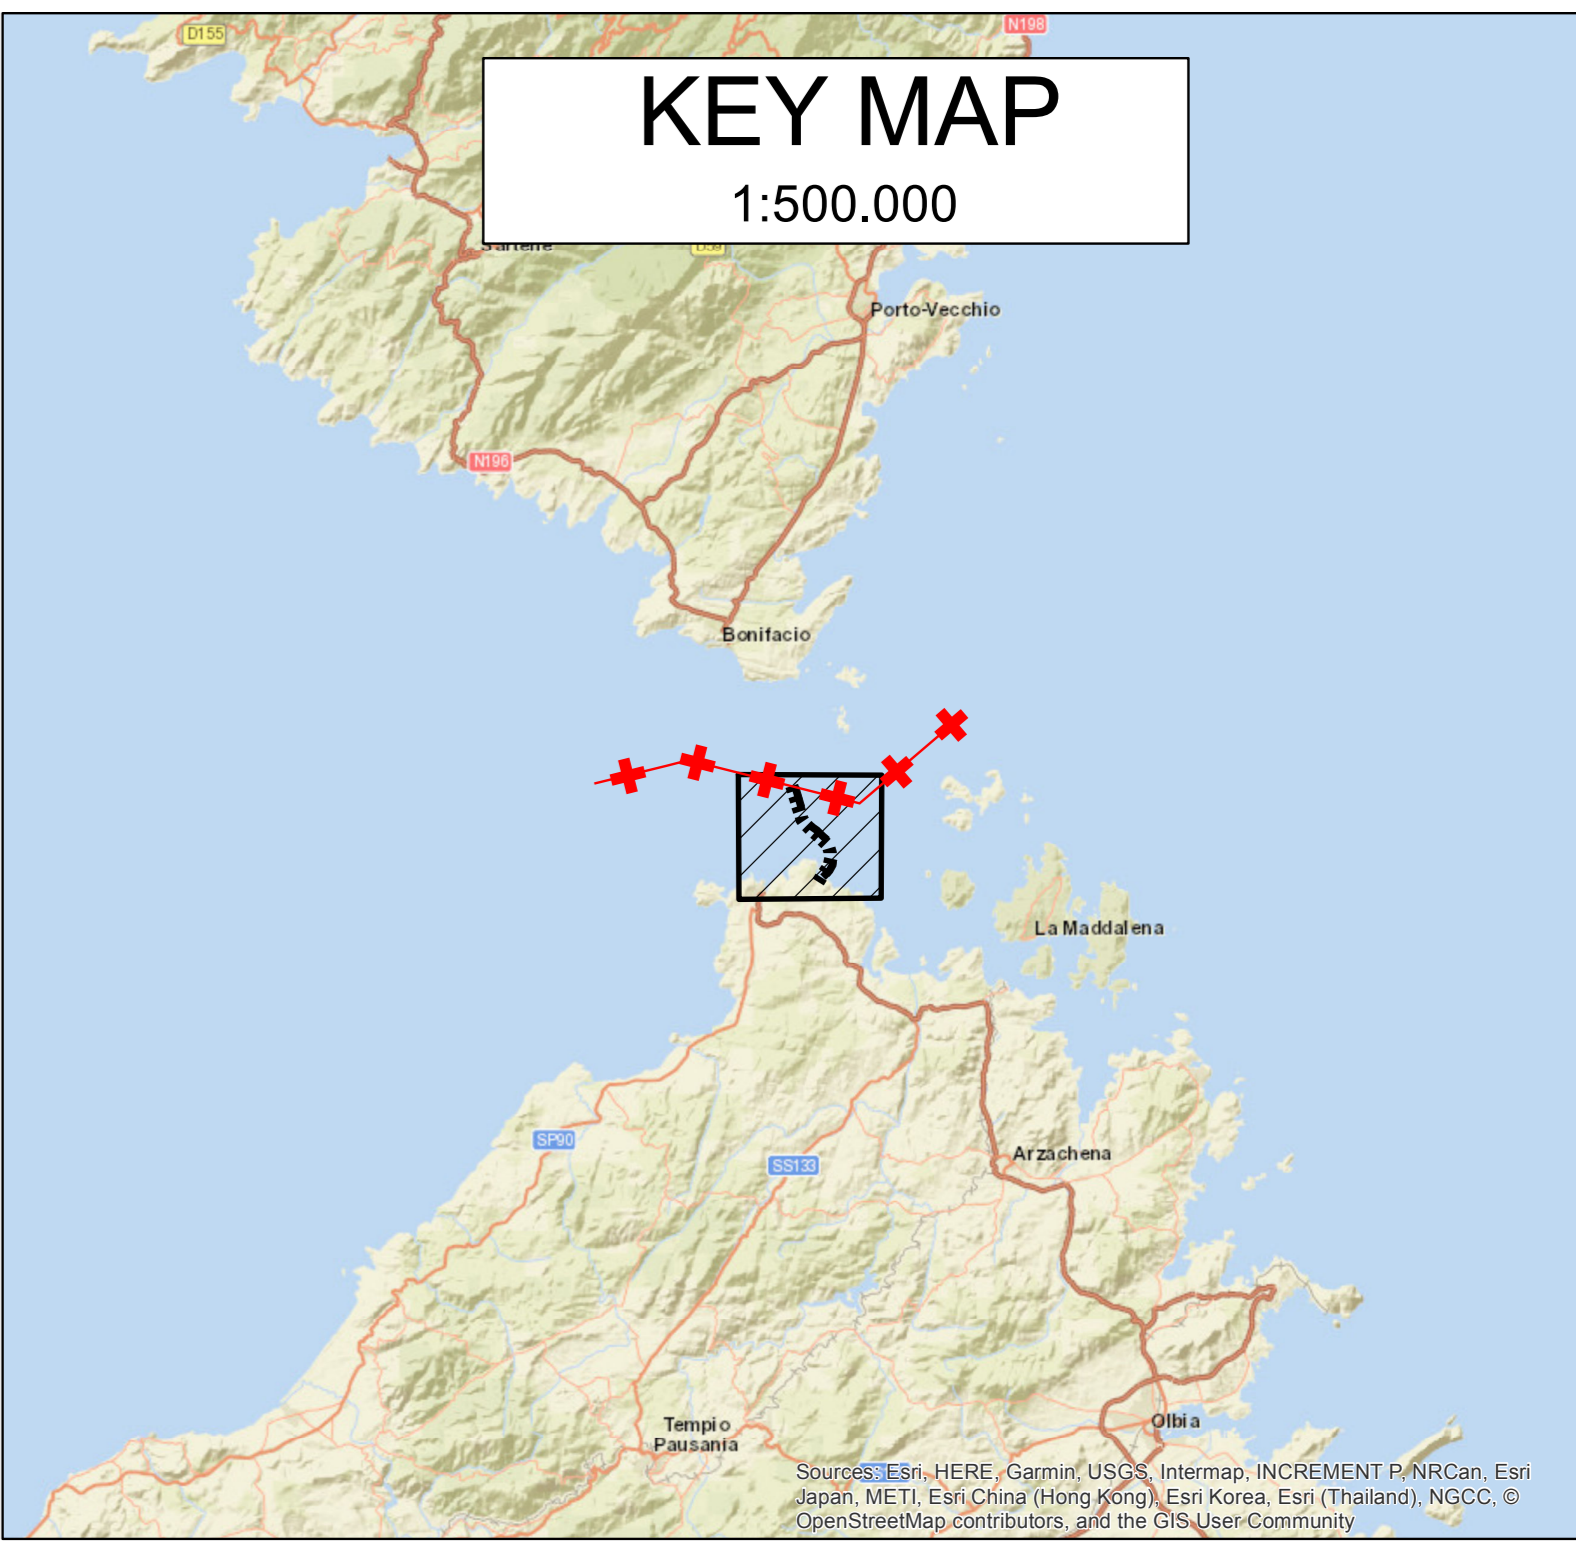 D155
N198
KEY MAP
1:500.000
Sartène
D59
Porto-Vecchio
N196
Bonifacio
La Maddalena
Arzachena
SP90
SS133
Olbia
Tempio
Pausania
Sources: Esri, HERE, Garmin, USGS, Intermap, INCREMENT P, NRCan, Esri
Japan, METI, Esri China (Hong Kong), Esri Korea, Esri (Thailand), NGCC, ©
OpenStreetMap contributors, and the GIS User Community